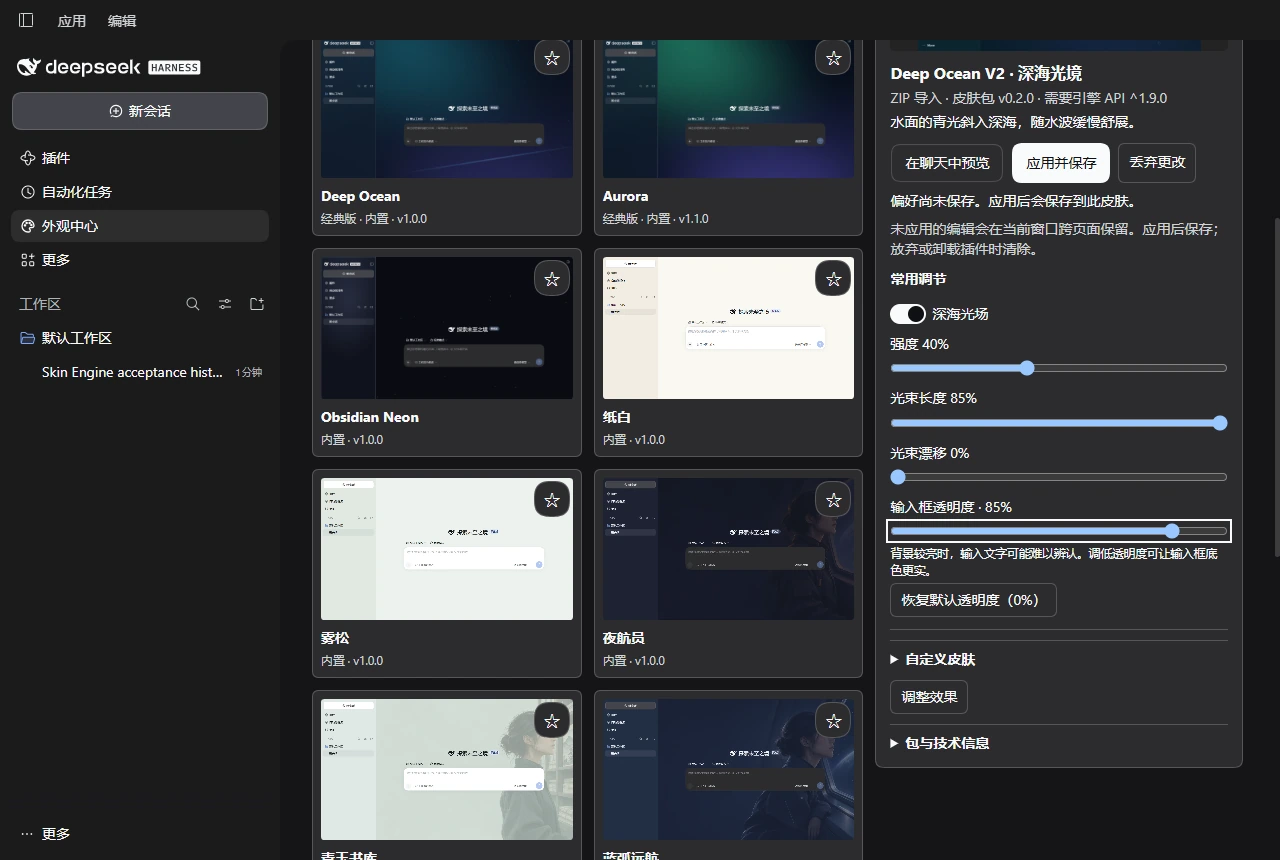 应用
编辑
deepseek HARNESS
新会话
插件
自动化任务
外观中心
更多
工作区
默认工作区
Skin Engine acceptance hist... 1分钟
... 更多
Deep Ocean
经典版 · 内置 · v1.0.0
Aurora
经典版 · 内置 · v1.1.0
Obsidian Neon
内置 · v1.0.0
纸白
内置 · v1.0.0
雾松
内置 · v1.0.0
夜航员
内置 · v1.0.0
蓝弧远航
Deep Ocean V2 · 深海光境
ZIP 导入 · 皮肤包 v0.2.0 · 需要引擎 API ^1.9.0
水面的青光斜入深海，随水波缓慢舒展。
在聊天中预览
应用并保存
丢弃更改
偏好尚未保存。应用后会保存到此皮肤。
未应用的编辑会在当前窗口跨页面保留。应用后保存；
放弃或卸载插件时清除。
常用调节
深海光场
强度 40%
光束长度 85%
光束漂移 0%
输入框透明度 · 85%
背景较亮时，输入文字可能难以辨认。调低透明度可让输入框底
色更实。
恢复默认透明度（0%）
自定义皮肤
调整效果
包与技术信息